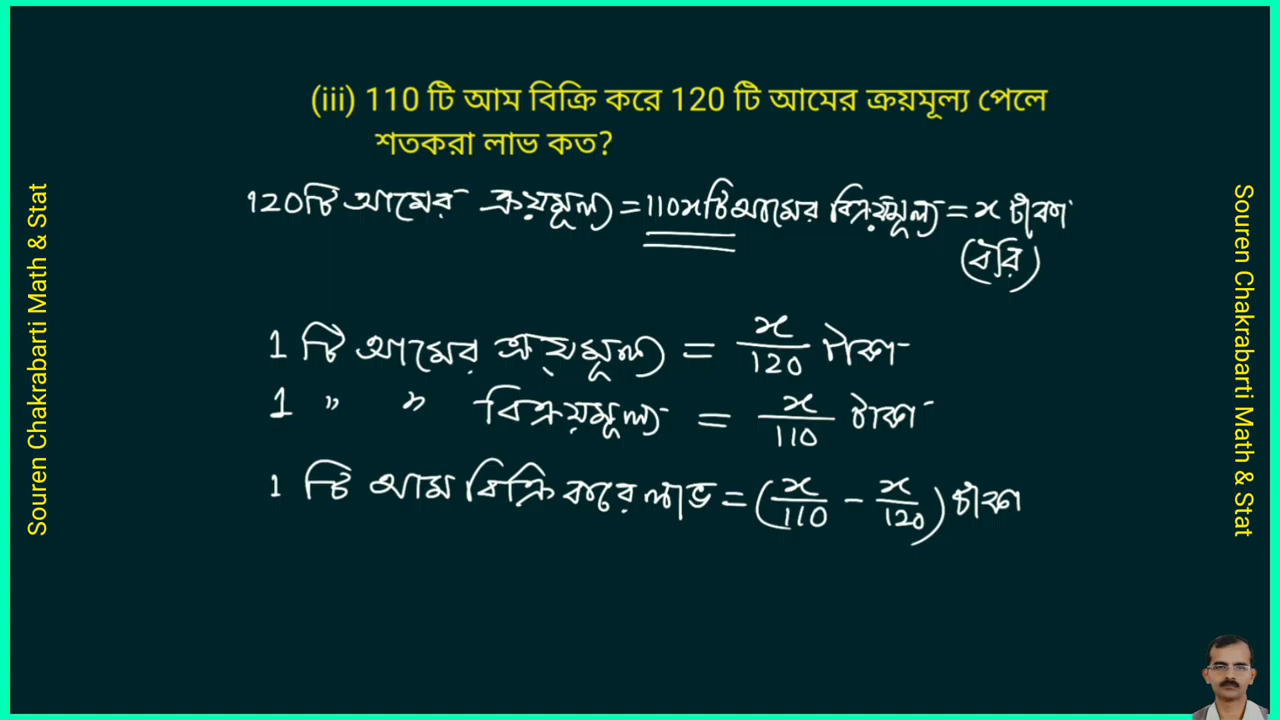 (iii) 110 টি আম বিক্রি করে 120 টি আমের ক্রয়মূল্য পেলে
শতকরা লাভ কত?
120টি আমের ক্রয়মূল্য = 110xটি আমের বিক্রয়মূল্য = x টাকা
(ধরি)
1 টি আমের ক্রয়মূল্য = x/120 টাকা
1 " " বিক্রয়মূল্য = x/110 টাকা
1 টি আম বিক্রি করে লাভ = (x/110 - x/120) টাকা
Souren Chakrabarti Math & Stat
Souren Chakrabarti Math & Stat